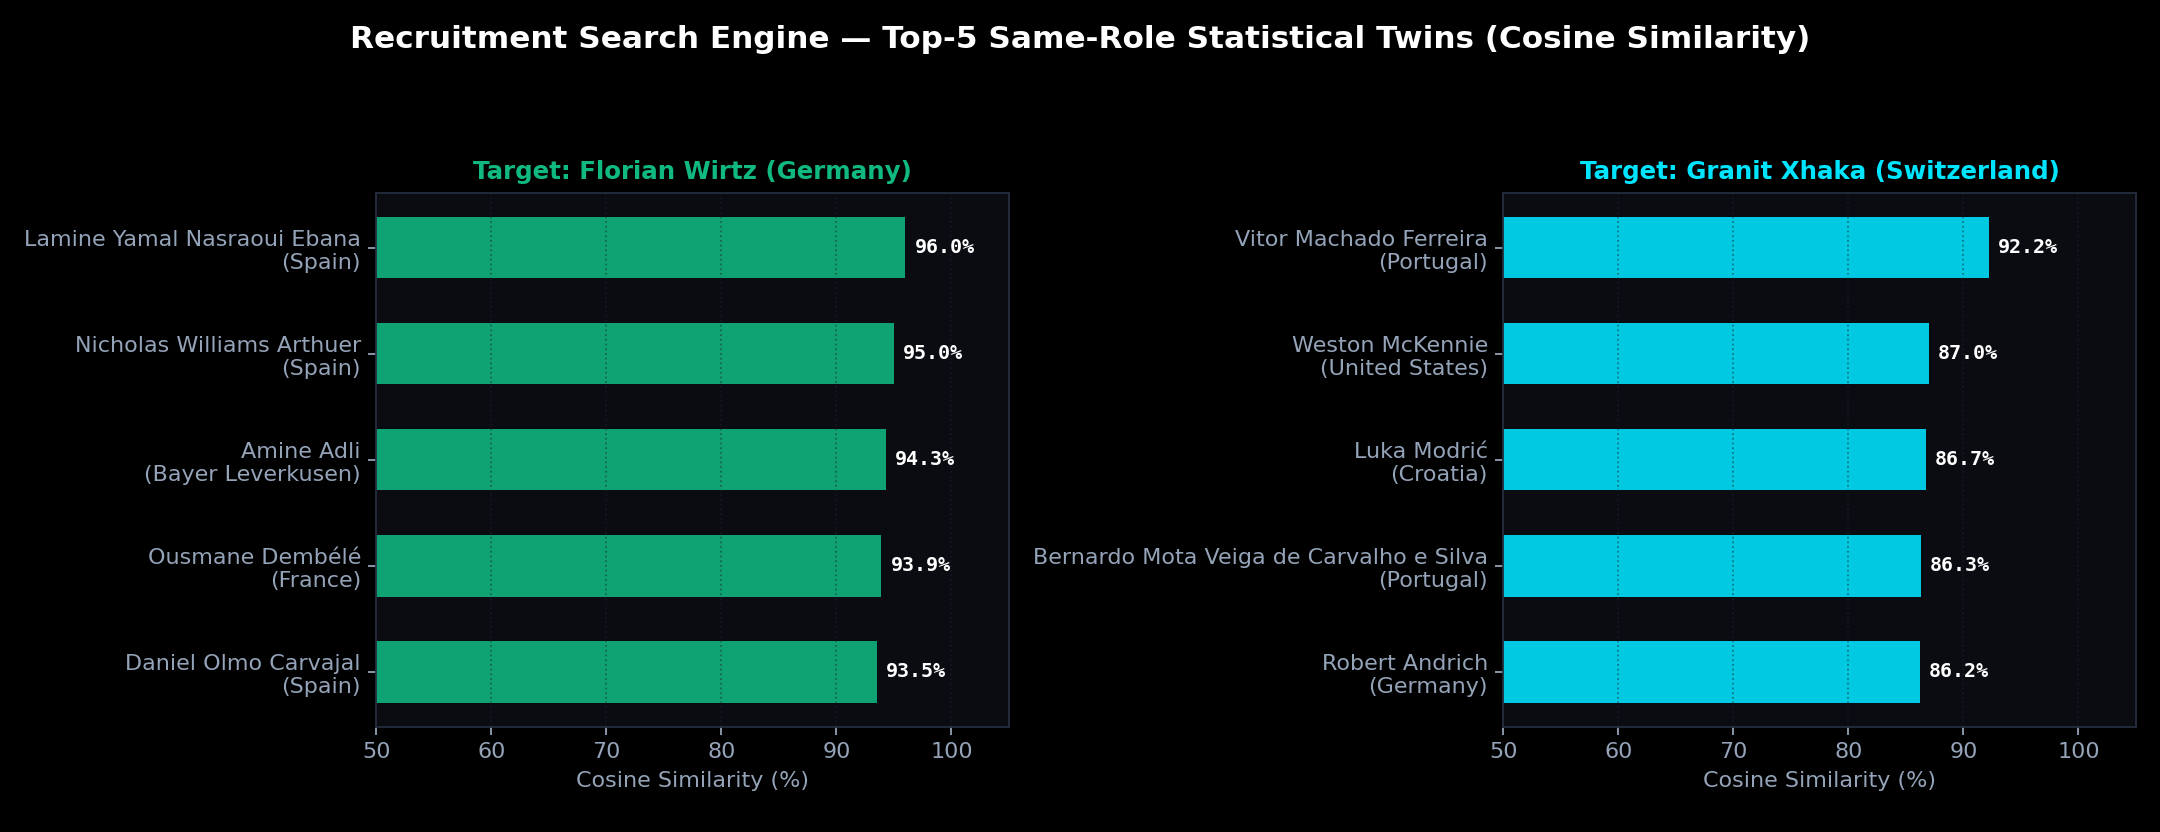 Recruitment Search Engine — Top-5 Same-Role Statistical Twins (Cosine Similarity)
Target: Florian Wirtz (Germany)
Lamine Yamal Nasraoui Ebana
(Spain)
96.0%
Nicholas Williams Arthuer
(Spain)
95.0%
Amine Adli
(Bayer Leverkusen)
94.3%
Ousmane Dembélé
(France)
93.9%
Daniel Olmo Carvajal
(Spain)
93.5%
50 60 70 80 90 100
Cosine Similarity (%)
Target: Granit Xhaka (Switzerland)
Vitor Machado Ferreira
(Portugal)
92.2%
Weston McKennie
(United States)
87.0%
Luka Modrić
(Croatia)
86.7%
Bernardo Mota Veiga de Carvalho e Silva
(Portugal)
86.3%
Robert Andrich
(Germany)
86.2%
50 60 70 80 90 100
Cosine Similarity (%)